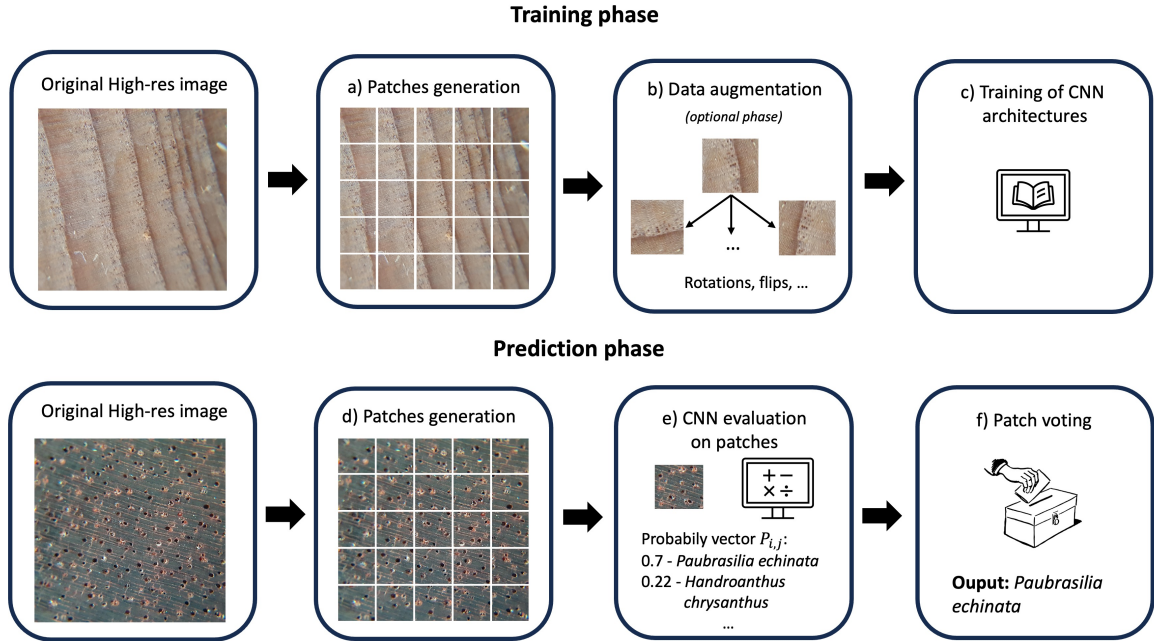 Training phase
Original High-res image
a) Patches generation
b) Data augmentation
(optional phase)
...
Rotations, flips, ...
c) Training of CNN
architectures
Prediction phase
Original High-res image
d) Patches generation
e) CNN evaluation
on patches
+ −
× ÷
Probabily vector P_{i,j}:
0.7 - Paubrasilia echinata
0.22 - Handroanthus
chrysanthus
...
f) Patch voting
Ouput: Paubrasilia
echinata